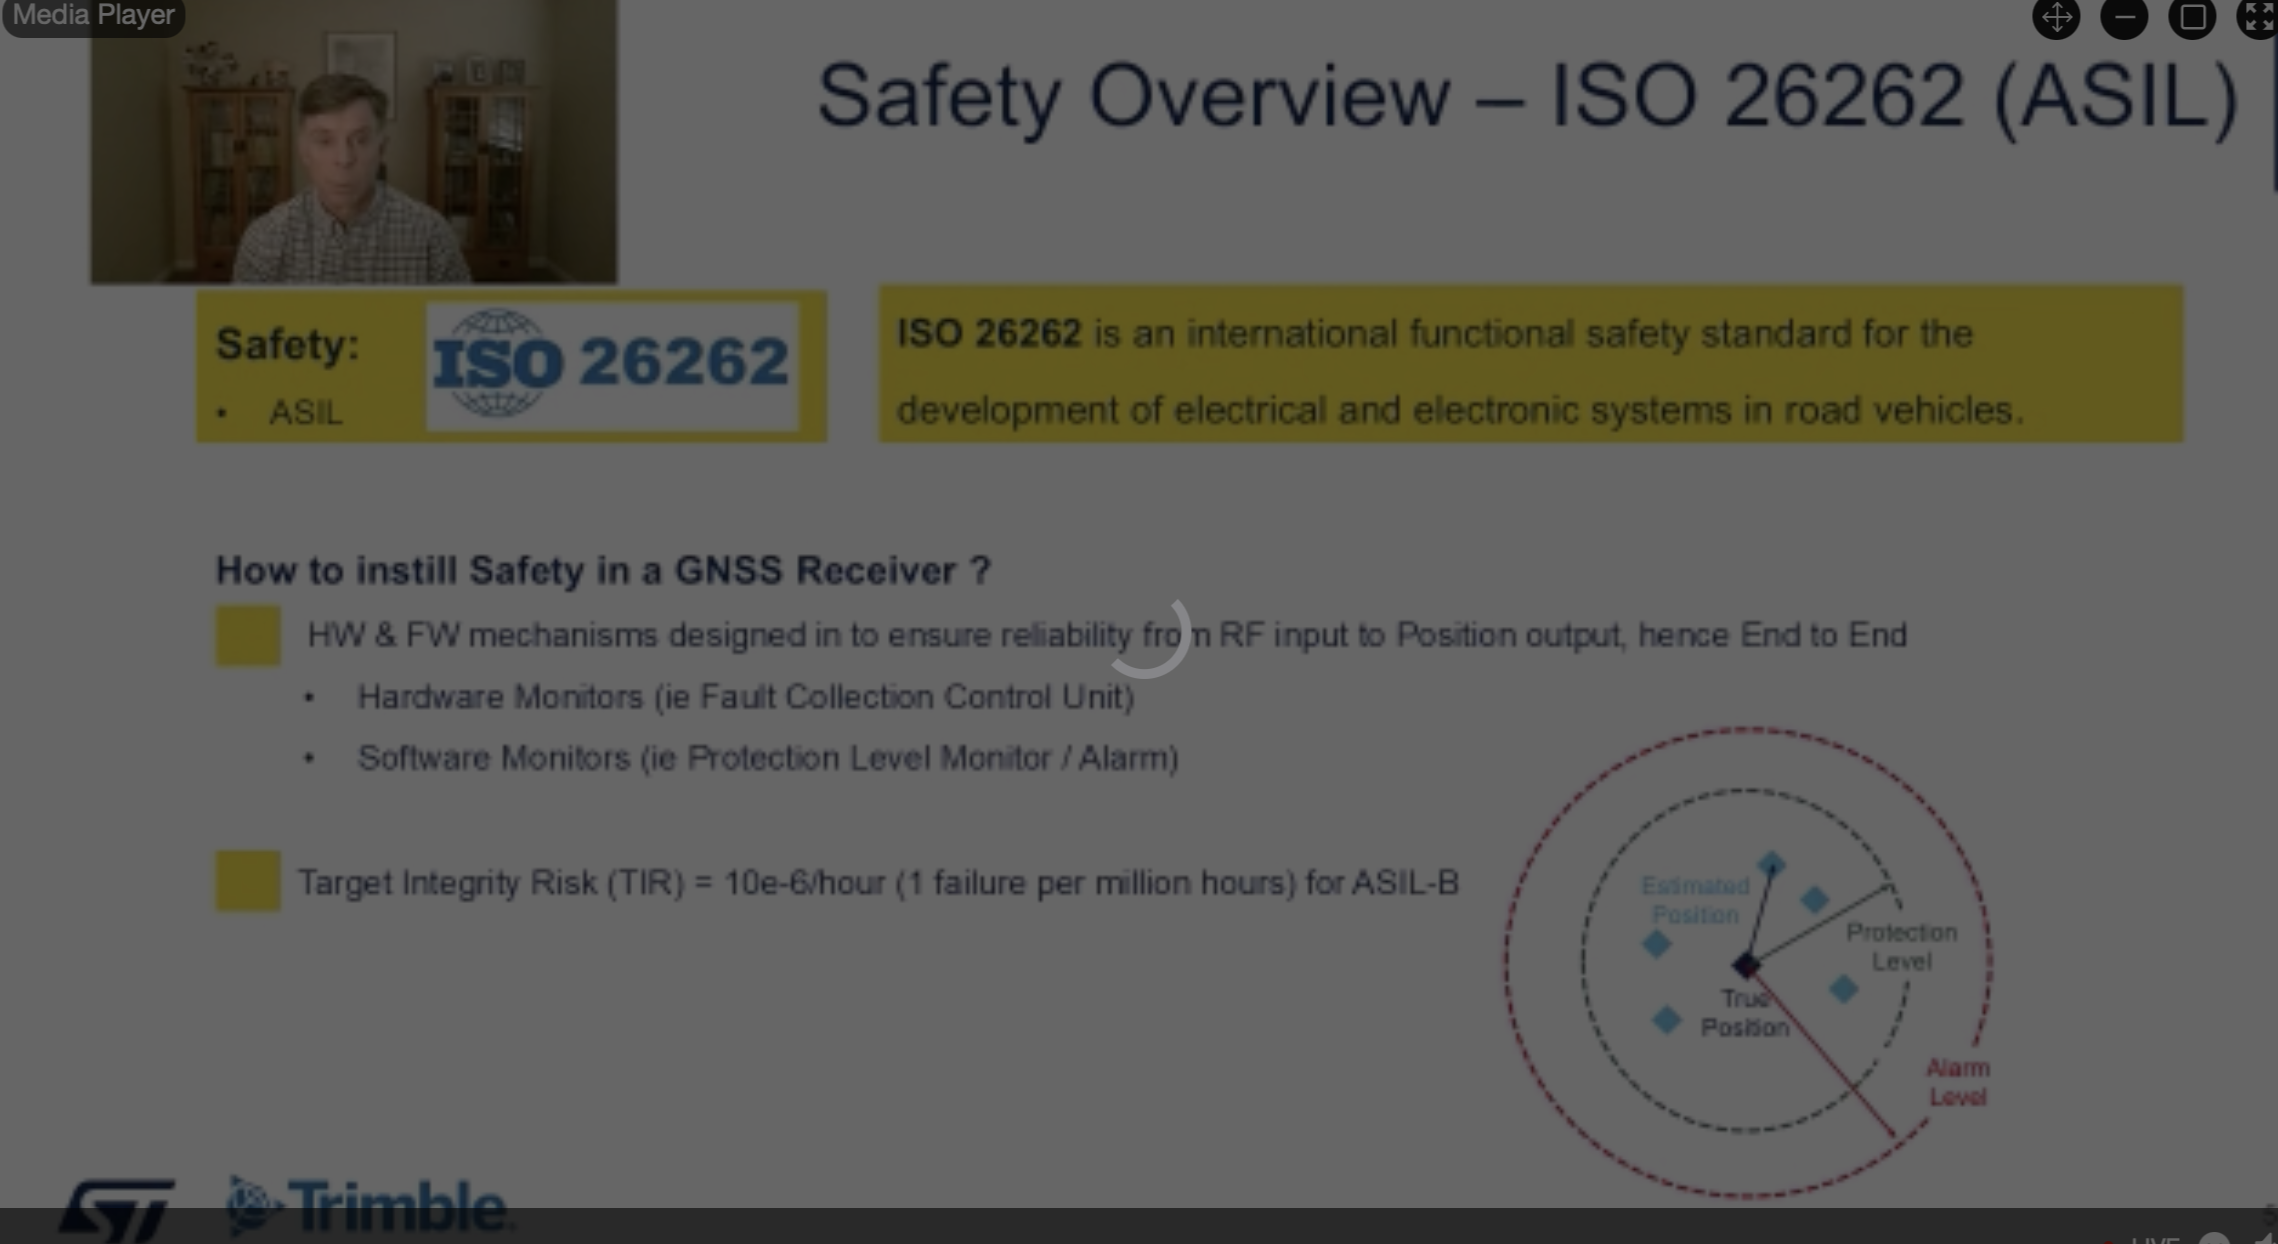 Media Player
Safety Overview – ISO 26262 (ASIL)
Safety:
• ASIL
ISO 26262
ISO 26262 is an international functional safety standard for the
development of electrical and electronic systems in road vehicles.
How to instill Safety in a GNSS Receiver ?
HW & FW mechanisms designed in to ensure reliability from RF input to Position output, hence End to End
• Hardware Monitors (ie Fault Collection Control Unit)
• Software Monitors (ie Protection Level Monitor / Alarm)
Target Integrity Risk (TIR) = 10e-6/hour (1 failure per million hours) for ASIL-B
Estimated
Position
Protection
Level
True
Position
Alarm
Level
ST
Trimble
LIVE